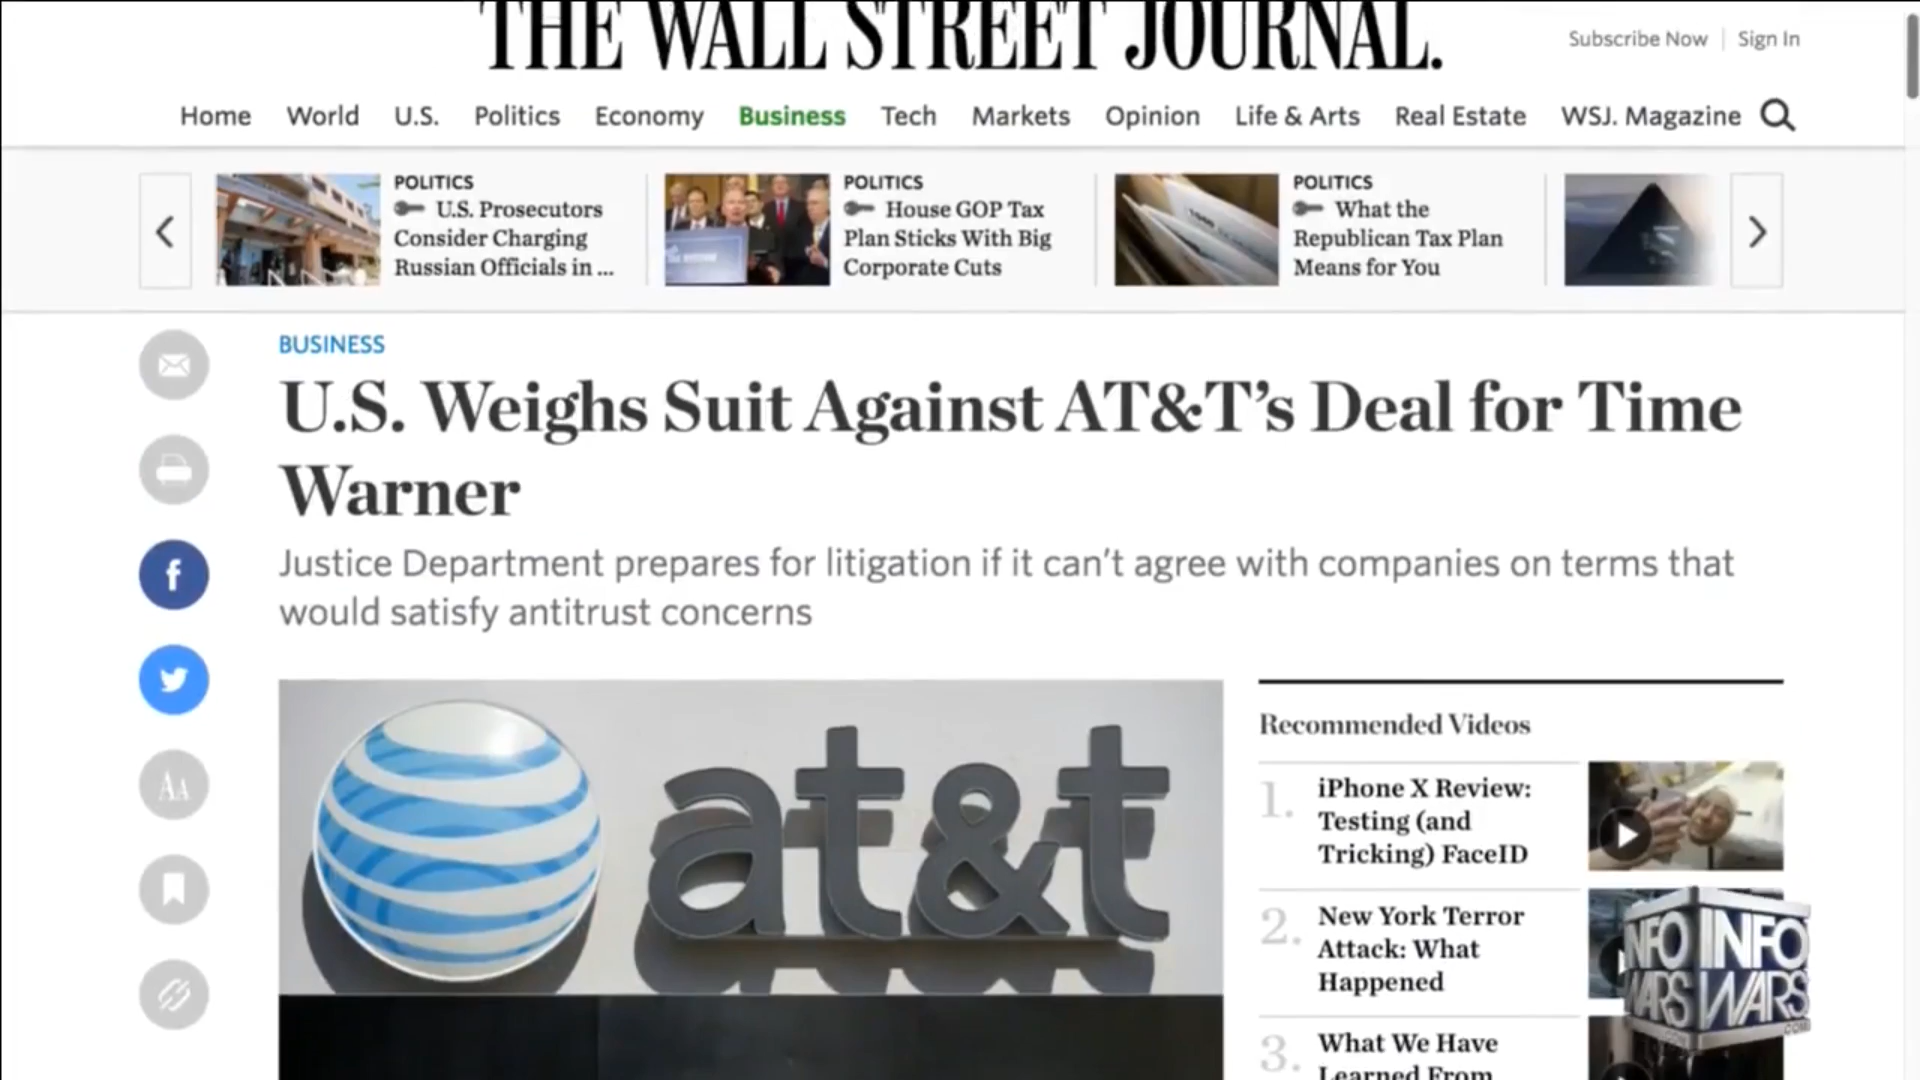 THE WALL STREET JOURNAL.
Subscribe Now | Sign In
Home World U.S. Politics Economy Business Tech Markets Opinion Life & Arts Real Estate WSJ. Magazine
POLITICS
U.S. Prosecutors
Consider Charging
Russian Officials in ...
POLITICS
House GOP Tax
Plan Sticks With Big
Corporate Cuts
POLITICS
What the
Republican Tax Plan
Means for You
BUSINESS
U.S. Weighs Suit Against AT&T’s Deal for Time
Warner
Justice Department prepares for litigation if it can’t agree with companies on terms that
would satisfy antitrust concerns
f
AA
at&t
Recommended Videos
1. iPhone X Review:
Testing (and
Tricking) FaceID
2. New York Terror
Attack: What
Happened
3. What We Have
Learned From
INFO
WARS
.COM